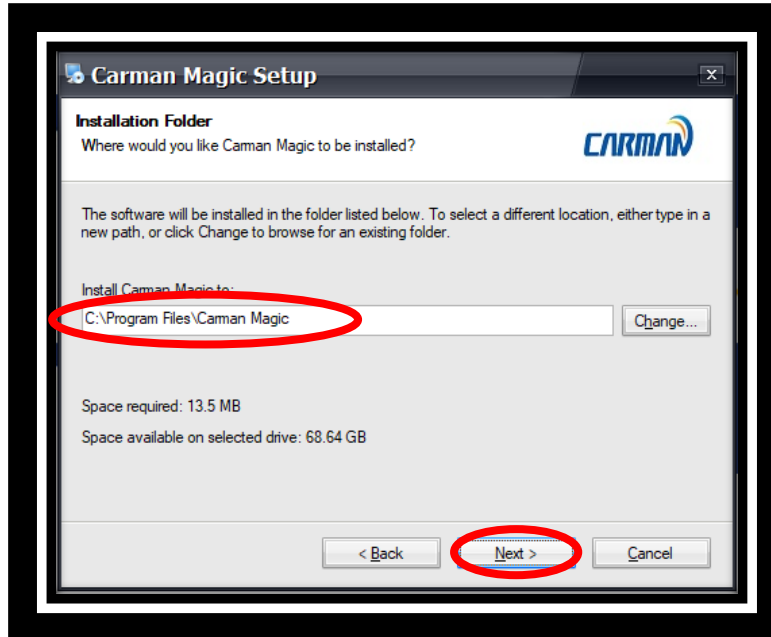 Carman Magic Setup
Installation Folder
Where would you like Carman Magic to be installed?
CARMAN
The software will be installed in the folder listed below. To select a different location, either type in a
new path, or click Change to browse for an existing folder.
Install Carman Magic to:
C:\Program Files\Carman Magic
Change...
Space required: 13.5 MB
Space available on selected drive: 68.64 GB
< Back
Next >
Cancel